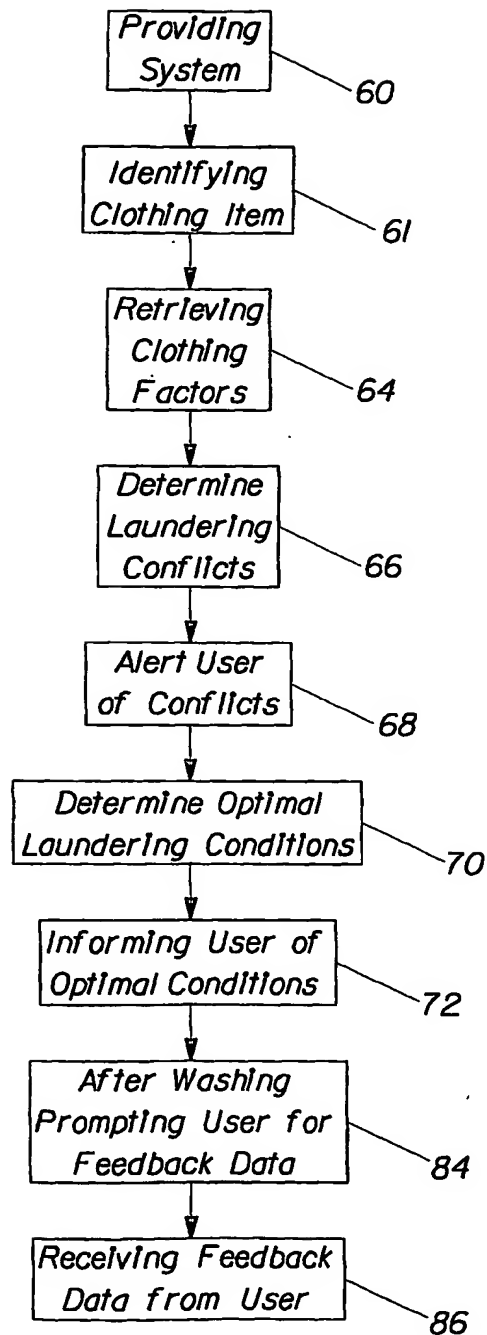 Providing
System
60
Identifying
Clothing Item
61
Retrieving
Clothing
Factors
64
Determine
Laundering
Conflicts
66
Alert User
of Conflicts
68
Determine Optimal
Laundering Conditions
70
Informing User of
Optimal Conditions
72
After Washing
Prompting User for
Feedback Data
84
Receiving Feedback
Data from User
86